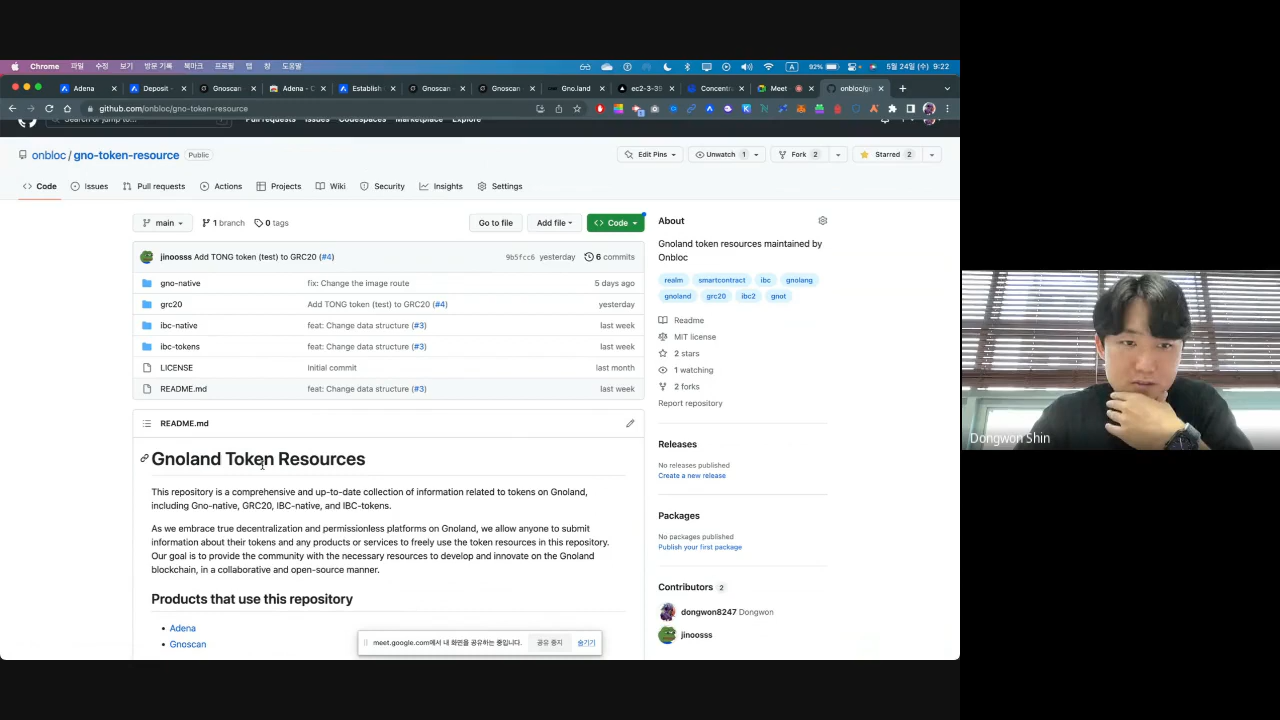 Chrome 파일 수정 보기 방문 기록 북마크 프로필 탭 창 도움말 92% A 5월 24일 (수) 9:22
Adena Deposit - Gnoscan Adena - C Establish Gnoscan Gnoscan Gno.land ec2-3-39 Concentr Meet onbloc/gn
github.com/onbloc/gno-token-resource
Search or jump to... Pull requests Issues Codespaces Marketplace Explore
onbloc / gno-token-resource Public
Edit Pins Unwatch 1 Fork 2 Starred 2
Code Issues Pull requests Actions Projects Wiki Security Insights Settings
main 1 branch 0 tags Go to file Add file Code
jinoosss Add TONG token (test) to GRC20 (#4) 9b5fcc6 yesterday 6 commits
gno-native fix: Change the image route 5 days ago
grc20 Add TONG token (test) to GRC20 (#4) yesterday
ibc-native feat: Change data structure (#3) last week
ibc-tokens feat: Change data structure (#3) last week
LICENSE Initial commit last month
README.md feat: Change data structure (#3) last week
README.md
Gnoland Token Resources
This repository is a comprehensive and up-to-date collection of information related to tokens on Gnoland,
including Gno-native, GRC20, IBC-native, and IBC-tokens.
As we embrace true decentralization and permissionless platforms on Gnoland, we allow anyone to submit
information about their tokens and any products or services to freely use the token resources in this repository.
Our goal is to provide the community with the necessary resources to develop and innovate on the Gnoland
blockchain, in a collaborative and open-source manner.
Products that use this repository
Adena
Gnoscan
About
Gnoland token resources maintained by
Onbloc
realm smartcontract ibc gnolang
gnoland grc20 ibc2 gnot
Readme
MIT license
2 stars
1 watching
2 forks
Report repository
Releases
No releases published
Create a new release
Packages
No packages published
Publish your first package
Contributors 2
dongwon8247 Dongwon
jinoosss
meet.google.com에서 내 화면을 공유하는 중입니다. 공유 중지 숨기기
Dongwon Shin